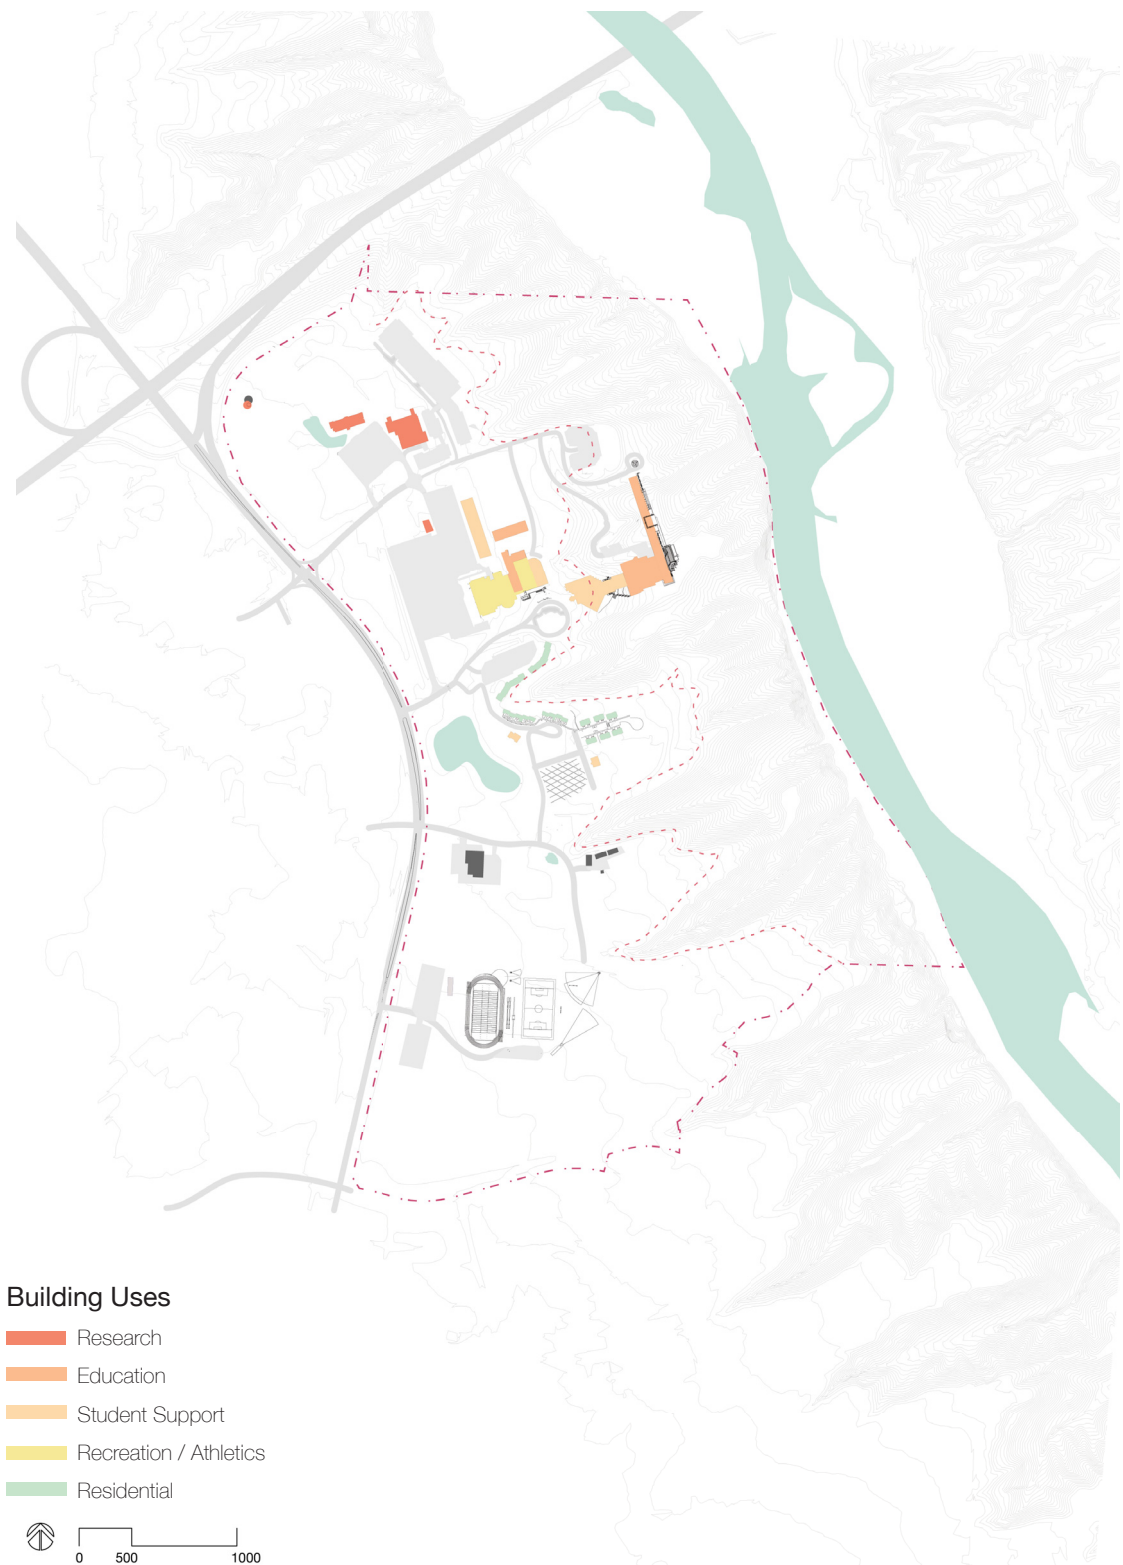 Building Uses
Research
Education
Student Support
Recreation / Athletics
Residential
0 500 1000